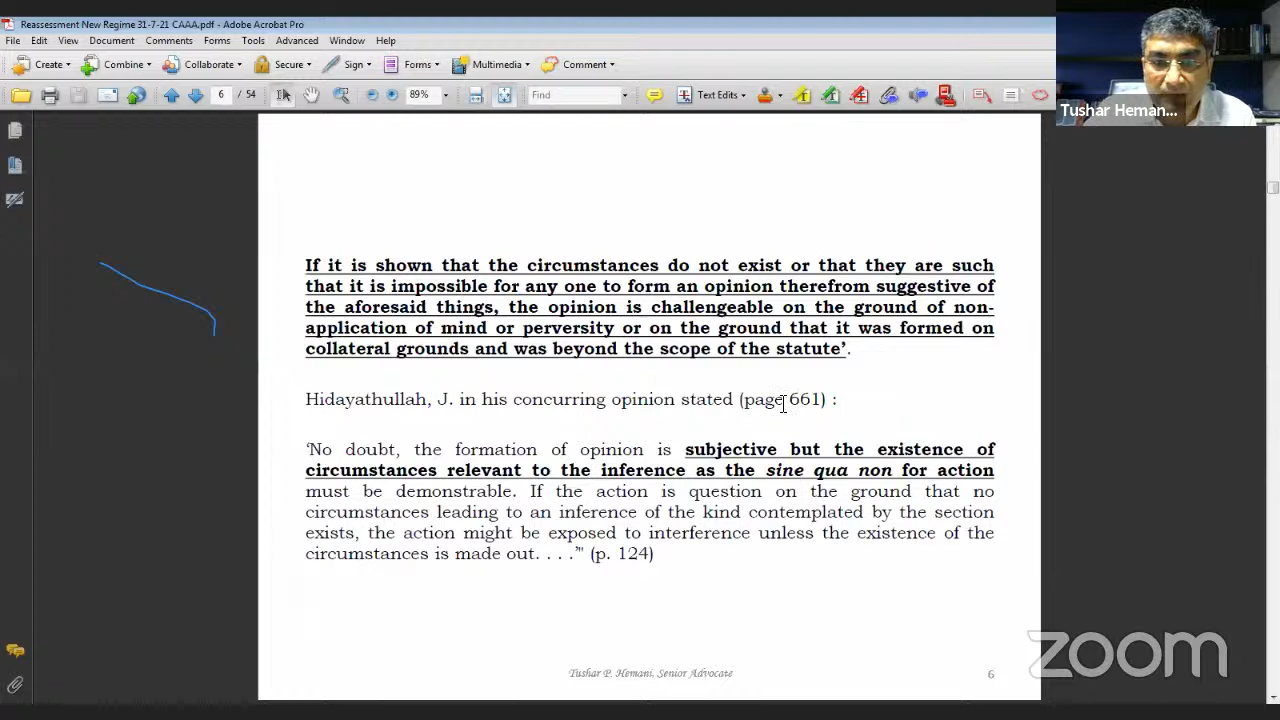 Reassessment New Regime 31-7-21 CAAA.pdf - Adobe Acrobat Pro
File Edit View Document Comments Forms Tools Advanced Window Help
Create Combine Collaborate Secure Sign Forms Multimedia Comment
6 / 54 89% Find Text Edits
Tushar Heman...
If it is shown that the circumstances do not exist or that they are such
that it is impossible for any one to form an opinion therefrom suggestive of
the aforesaid things, the opinion is challengeable on the ground of non-
application of mind or perversity or on the ground that it was formed on
collateral grounds and was beyond the scope of the statute’.
Hidayathullah, J. in his concurring opinion stated (page 661) :
‘No doubt, the formation of opinion is subjective but the existence of
circumstances relevant to the inference as the sine qua non for action
must be demonstrable. If the action is question on the ground that no
circumstances leading to an inference of the kind contemplated by the section
exists, the action might be exposed to interference unless the existence of the
circumstances is made out. . . .’" (p. 124)
Tushar P. Hemani, Senior Advocate
6
zoom